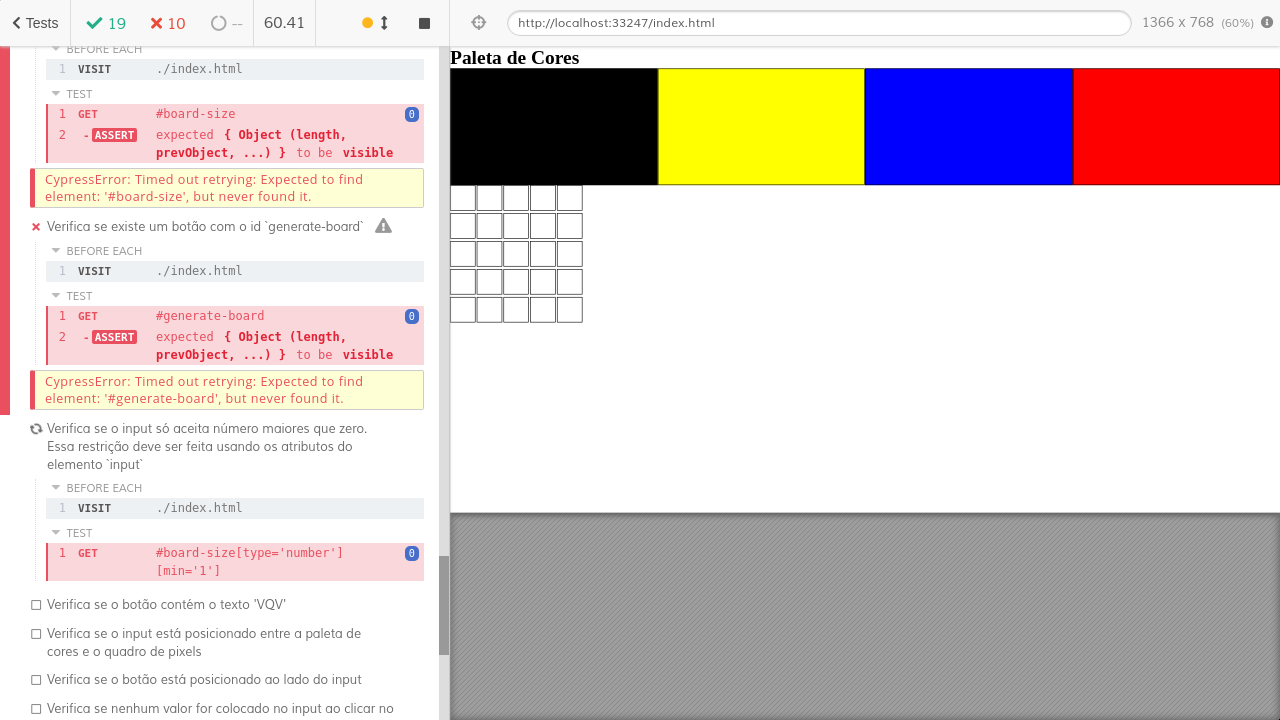 Tests
19
10
--
60.41
http://localhost:33247/index.html
1366 x 768 (60%)
BEFORE EACH
1 VISIT ./index.html
TEST
1 GET #board-size 0
2 -ASSERT expected { Object (length,
prevObject, ...) } to be visible
CypressError: Timed out retrying: Expected to find
element: '#board-size', but never found it.
Verifica se existe um botão com o id `generate-board`
BEFORE EACH
1 VISIT ./index.html
TEST
1 GET #generate-board 0
2 -ASSERT expected { Object (length,
prevObject, ...) } to be visible
CypressError: Timed out retrying: Expected to find
element: '#generate-board', but never found it.
Verifica se o input só aceita número maiores que zero.
Essa restrição deve ser feita usando os atributos do
elemento `input`
BEFORE EACH
1 VISIT ./index.html
TEST
1 GET #board-size[type='number'] 0
[min='1']
Verifica se o botão contém o texto 'VQV'
Verifica se o input está posicionado entre a paleta de
cores e o quadro de pixels
Verifica se o botão está posicionado ao lado do input
Verifica se nenhum valor for colocado no input ao clicar no
Paleta de Cores